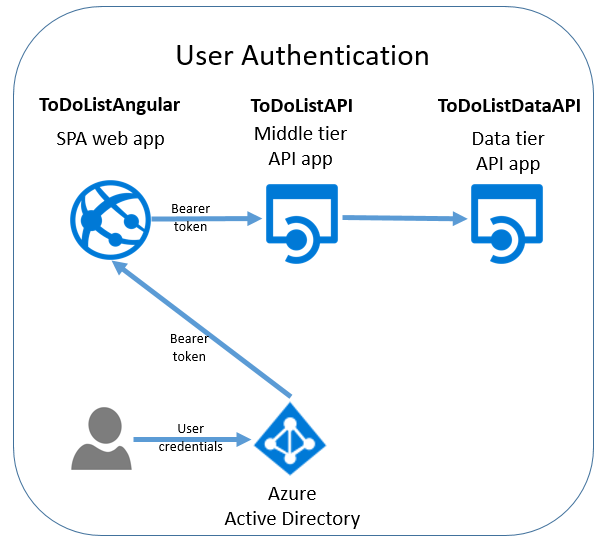 User Authentication
ToDoListAngular
SPA web app
ToDoListAPI
Middle tier
API app
ToDoListDataAPI
Data tier
API app
Bearer
token
Bearer
token
User
credentials
Azure
Active Directory